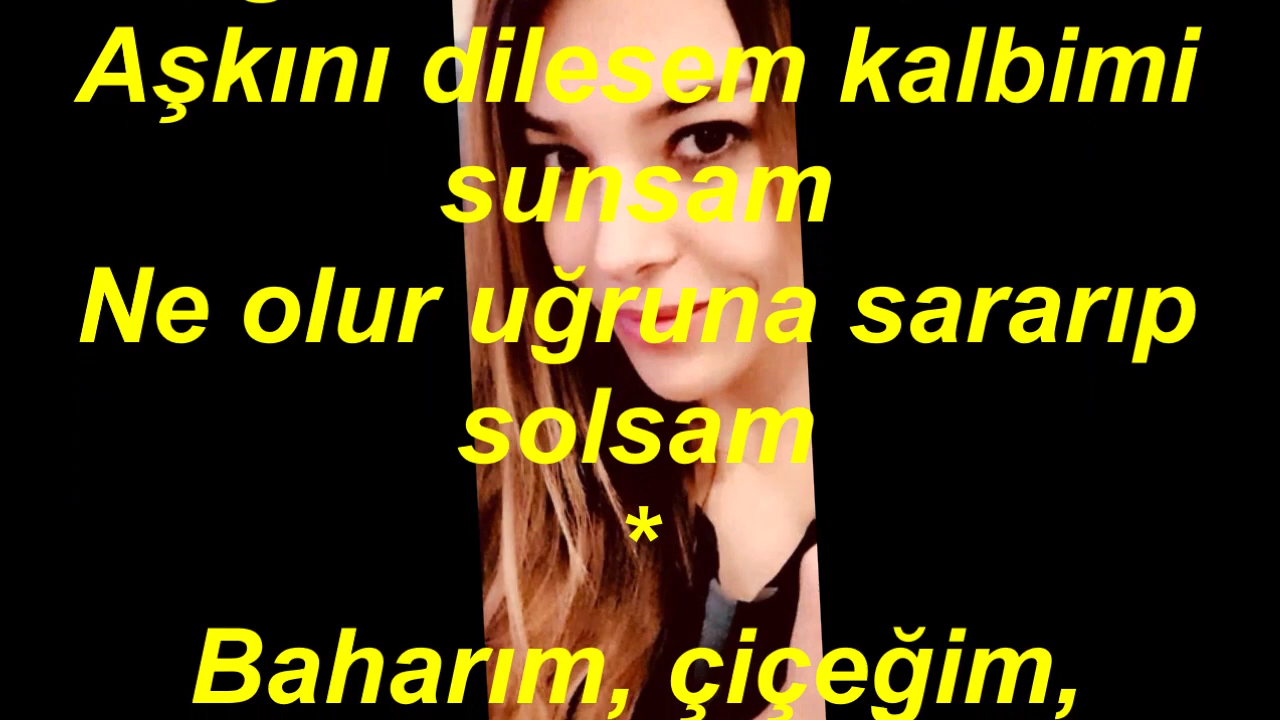 Aşkını dilesem kalbimi
sunsam
Ne olur uğruna sararıp
solsam
*
Baharım, çiçeğim,